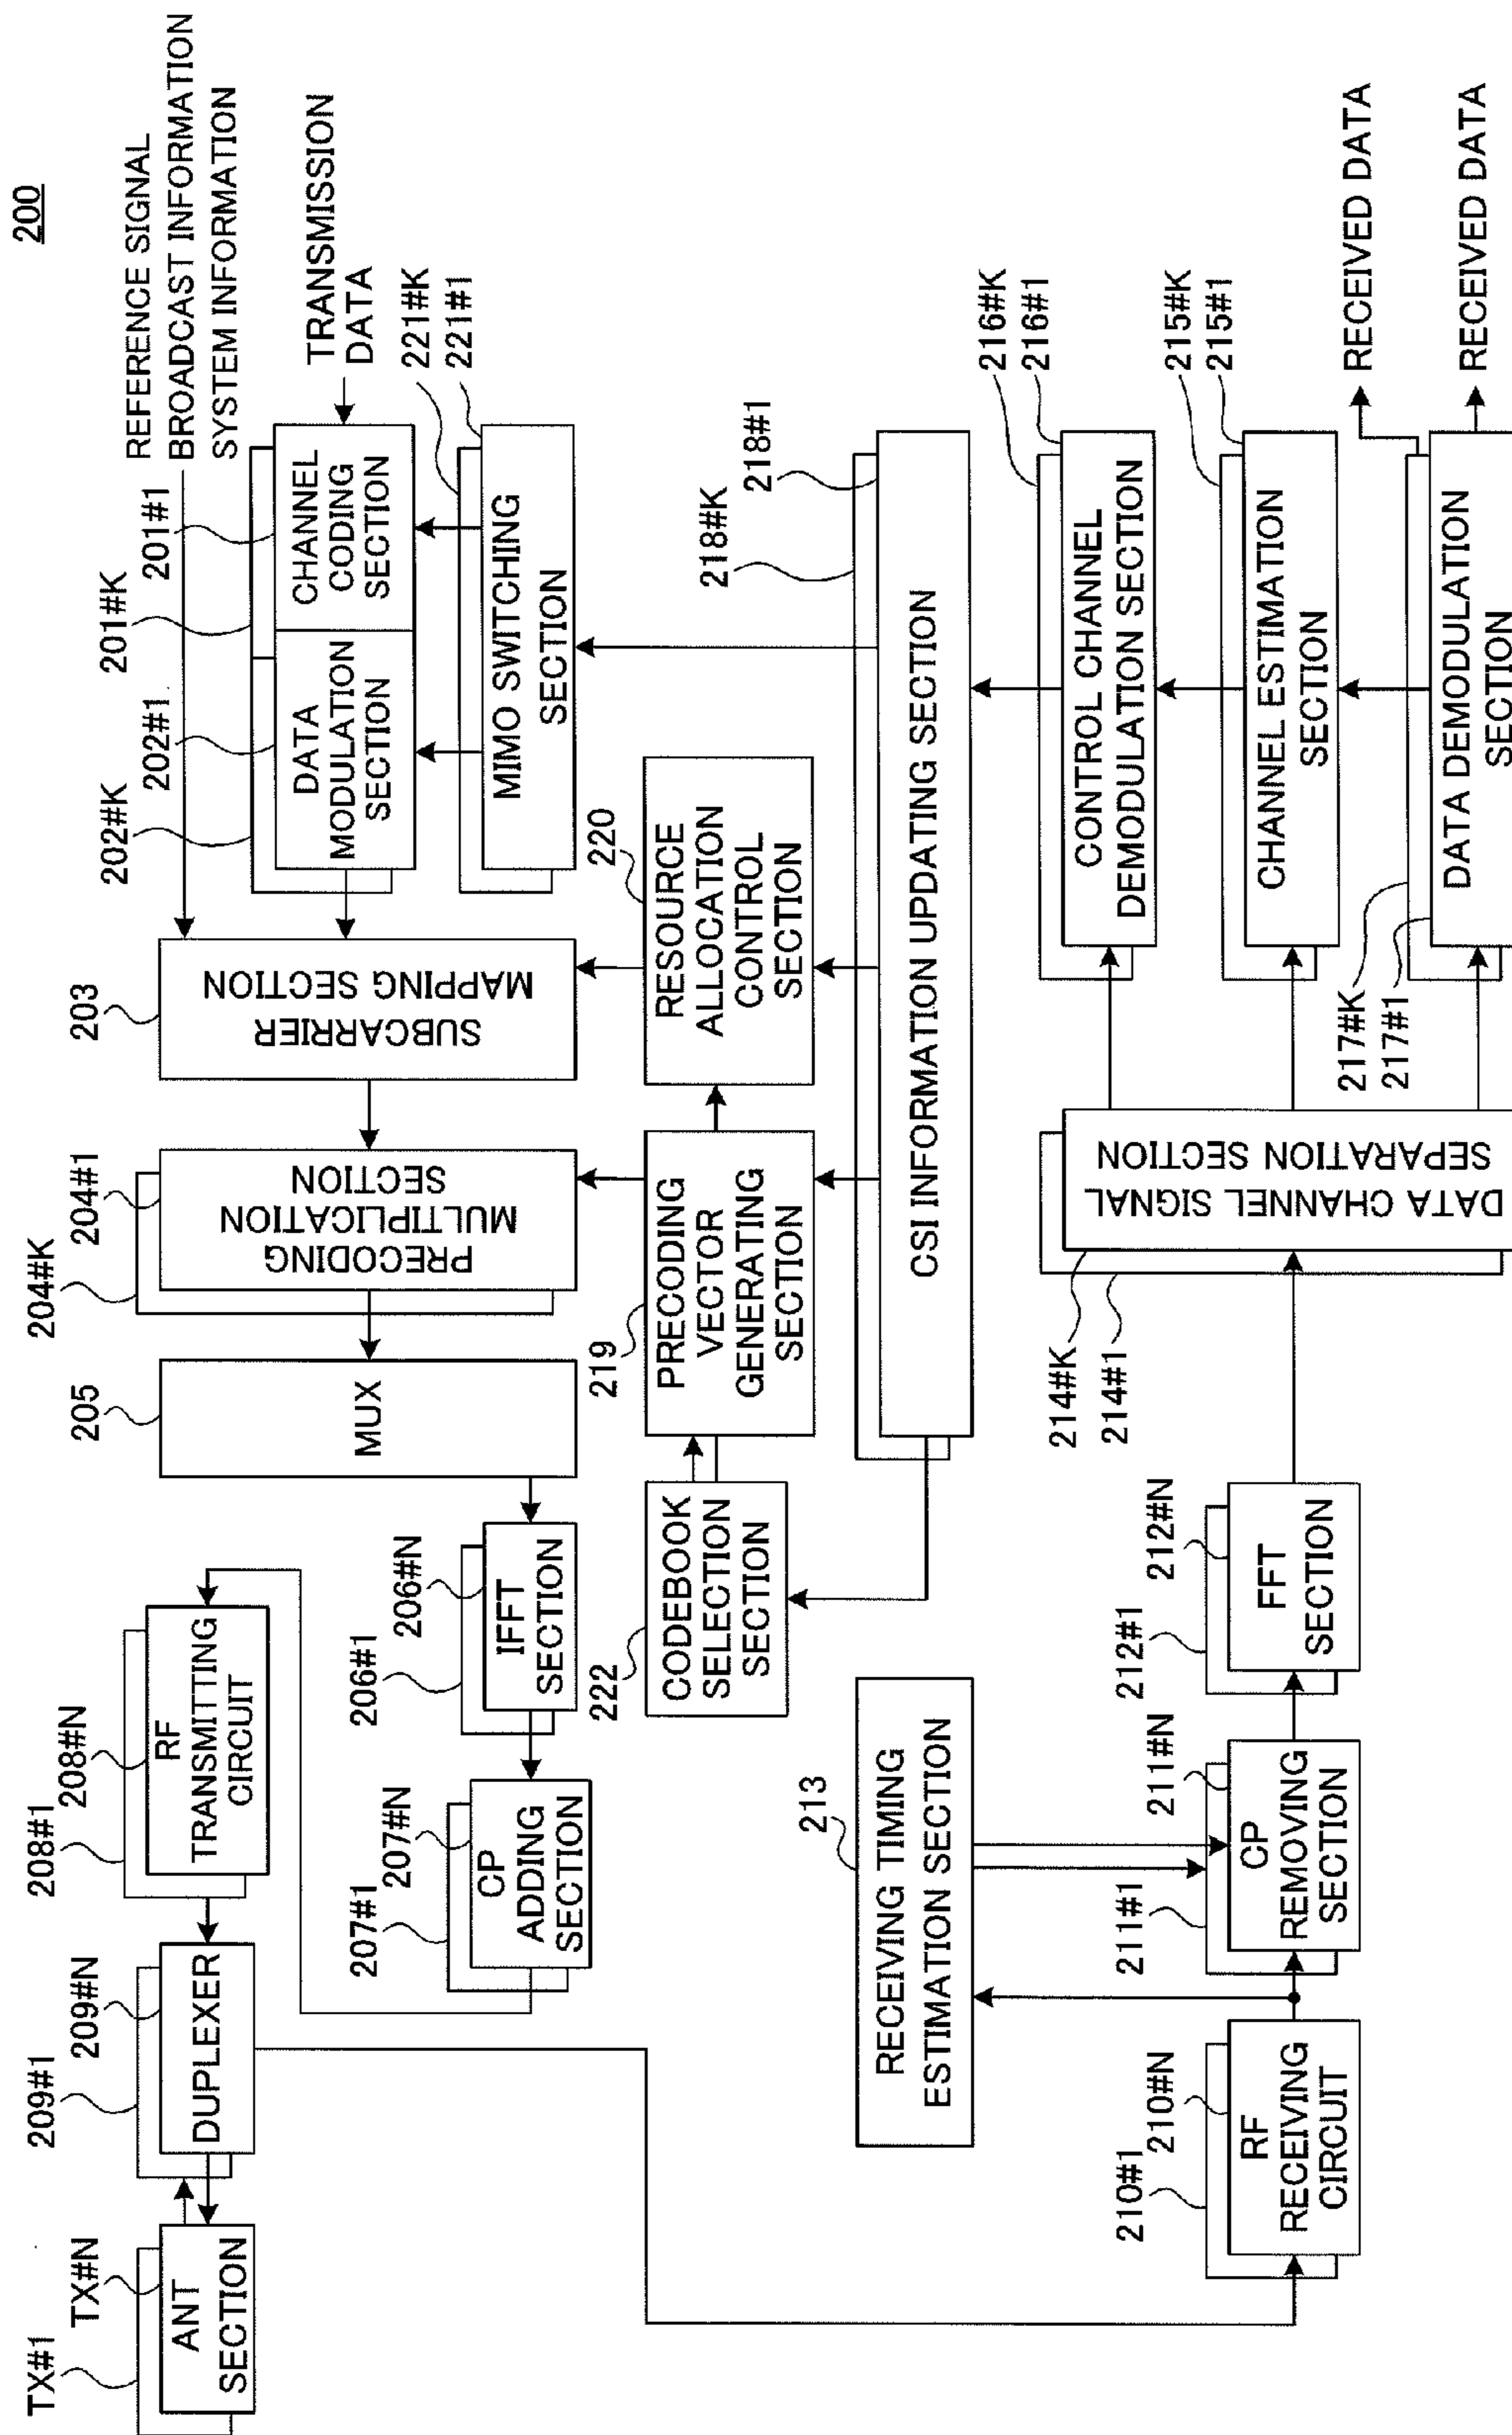 200
REFERENCE SIGNAL
BROADCAST INFORMATION
SYSTEM INFORMATION
TX#1
TX#N
ANT
SECTION
209#1
209#N
DUPLEXER
208#1
208#N
RF
TRANSMITTING
CIRCUIT
207#1
207#N
CP
ADDING
SECTION
206#1
206#N
IFFT
SECTION
205
MUX
204#K
204#1
PRECODING
MULTIPLICATION
SECTION
203
SUBCARRIER
MAPPING SECTION
202#K
202#1
DATA
MODULATION
SECTION
201#K
201#1
CHANNEL
CODING
SECTION
TRANSMISSION
DATA
221#K
221#1
MIMO SWITCHING
SECTION
222
CODEBOOK
SELECTION
SECTION
219
PRECODING
VECTOR
GENERATING
SECTION
220
RESOURCE
ALLOCATION
CONTROL
SECTION
218#K
218#1
CSI INFORMATION UPDATING SECTION
213
RECEIVING TIMING
ESTIMATION SECTION
210#1
210#N
RF
RECEIVING
CIRCUIT
211#1
211#N
CP
REMOVING
SECTION
212#1
212#N
FFT
SECTION
214#K
214#1
DATA CHANNEL SIGNAL
SEPARATION SECTION
216#K
216#1
CONTROL CHANNEL
DEMODULATION SECTION
215#K
215#1
CHANNEL ESTIMATION
SECTION
217#K
217#1
DATA DEMODULATION
SECTION
RECEIVED DATA
RECEIVED DATA